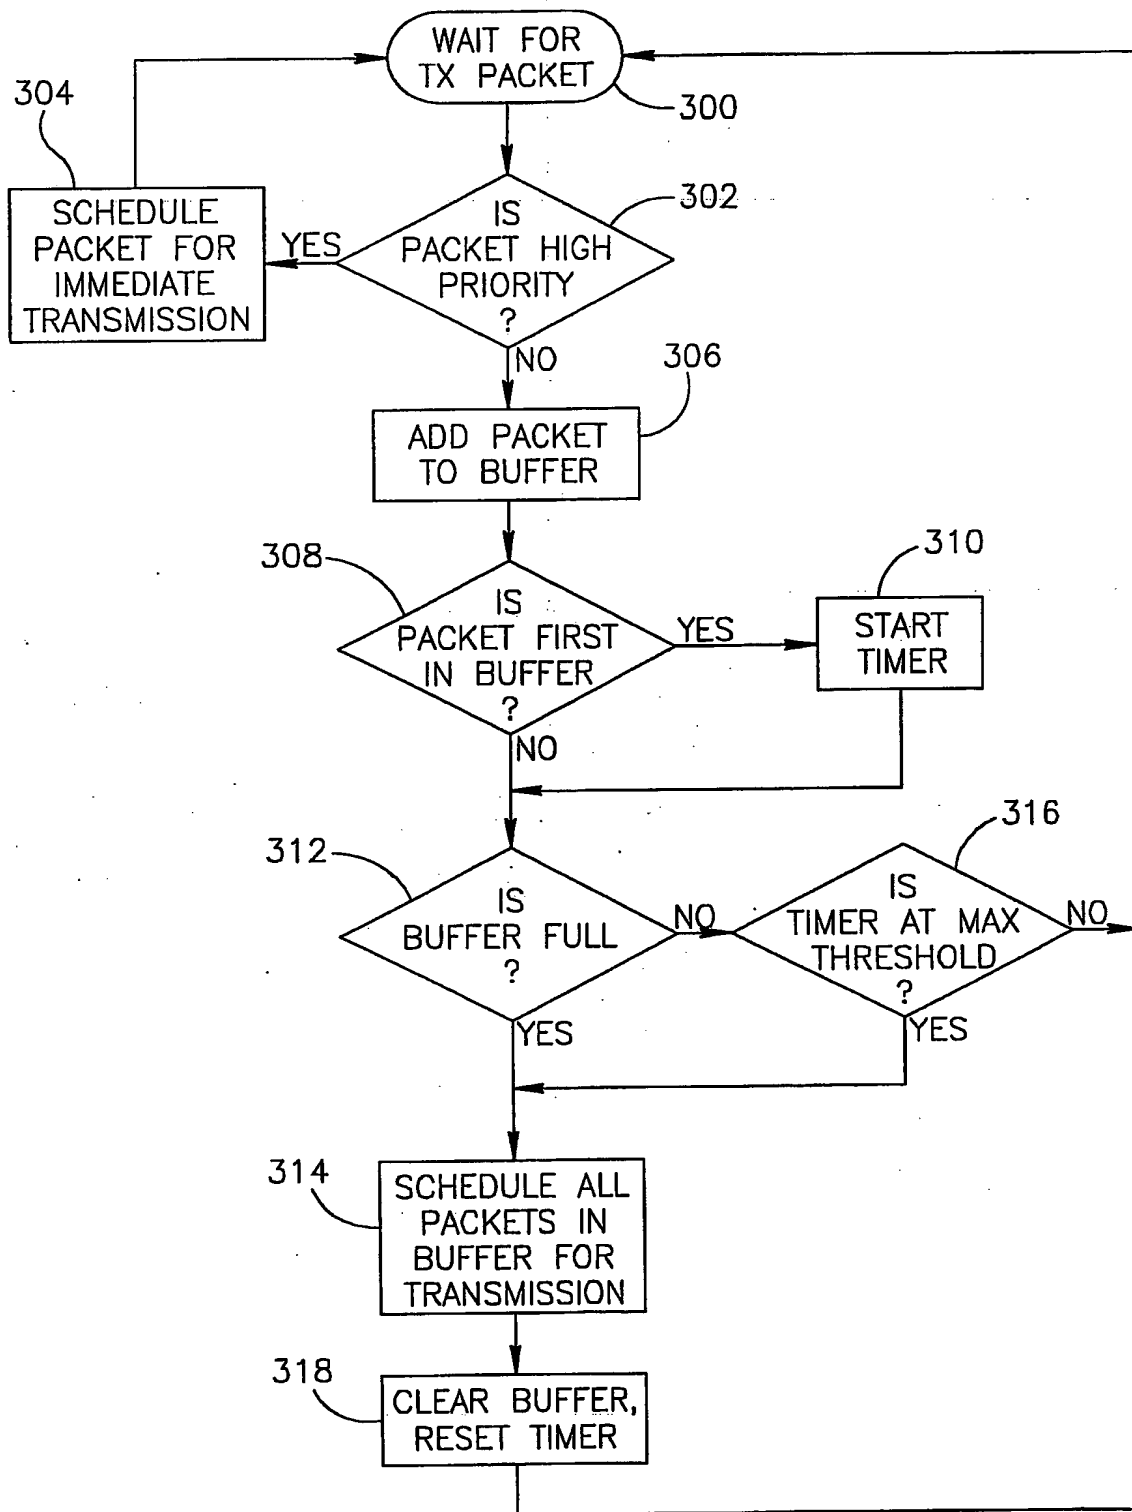 WAIT FOR
TX PACKET
300
304
302
SCHEDULE
PACKET FOR
IMMEDIATE
TRANSMISSION
YES
IS
PACKET HIGH
PRIORITY
?
NO
306
ADD PACKET
TO BUFFER
308
310
IS
PACKET FIRST
IN BUFFER
?
YES
START
TIMER
NO
312
316
IS
BUFFER FULL
?
NO
IS
TIMER AT MAX
THRESHOLD
?
NO
YES
YES
314
SCHEDULE ALL
PACKETS IN
BUFFER FOR
TRANSMISSION
318
CLEAR BUFFER,
RESET TIMER